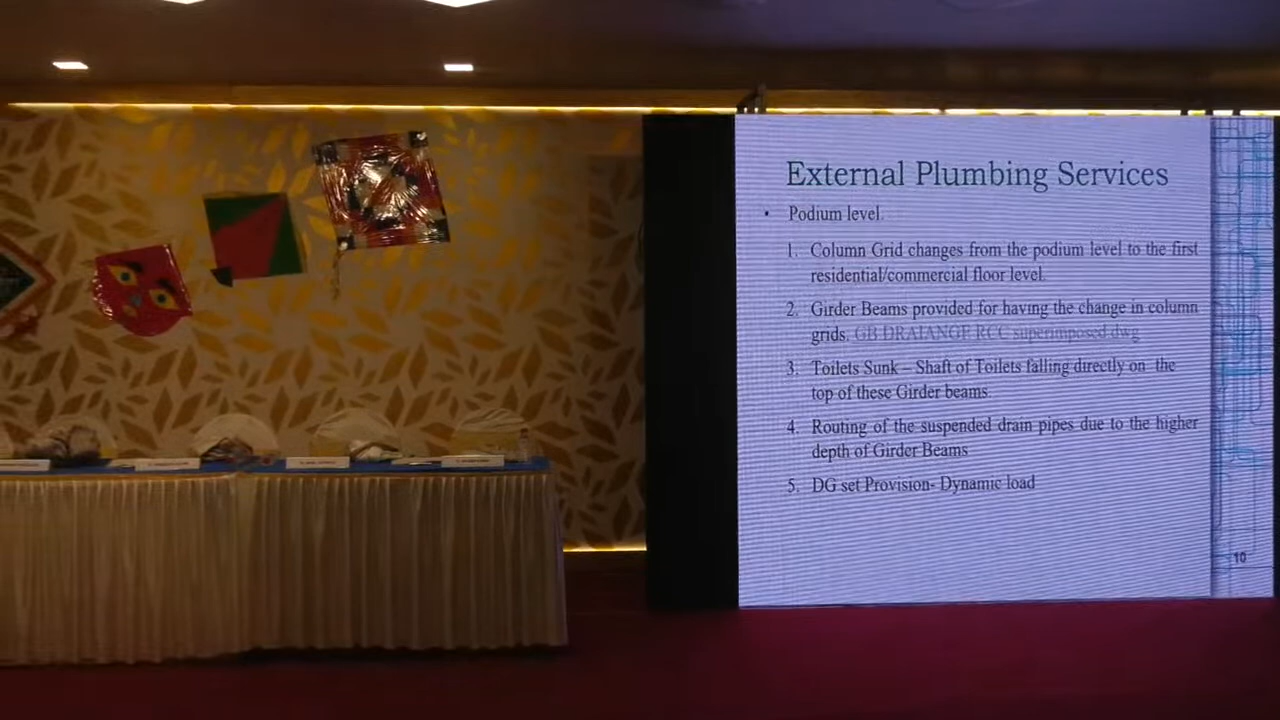 External Plumbing Services
• Podium level.
1. Column Grid changes from the podium level to the first
residential/commercial floor level.
2. Girder Beams provided for having the change in column
grids. GB DRAIANGE RCC superimposed.dwg
3. Toilets Sunk – Shaft of Toilets falling directly on the
top of these Girder beams.
4. Routing of the suspended drain pipes due to the higher
depth of Girder Beams
5. DG set Provision- Dynamic load
10